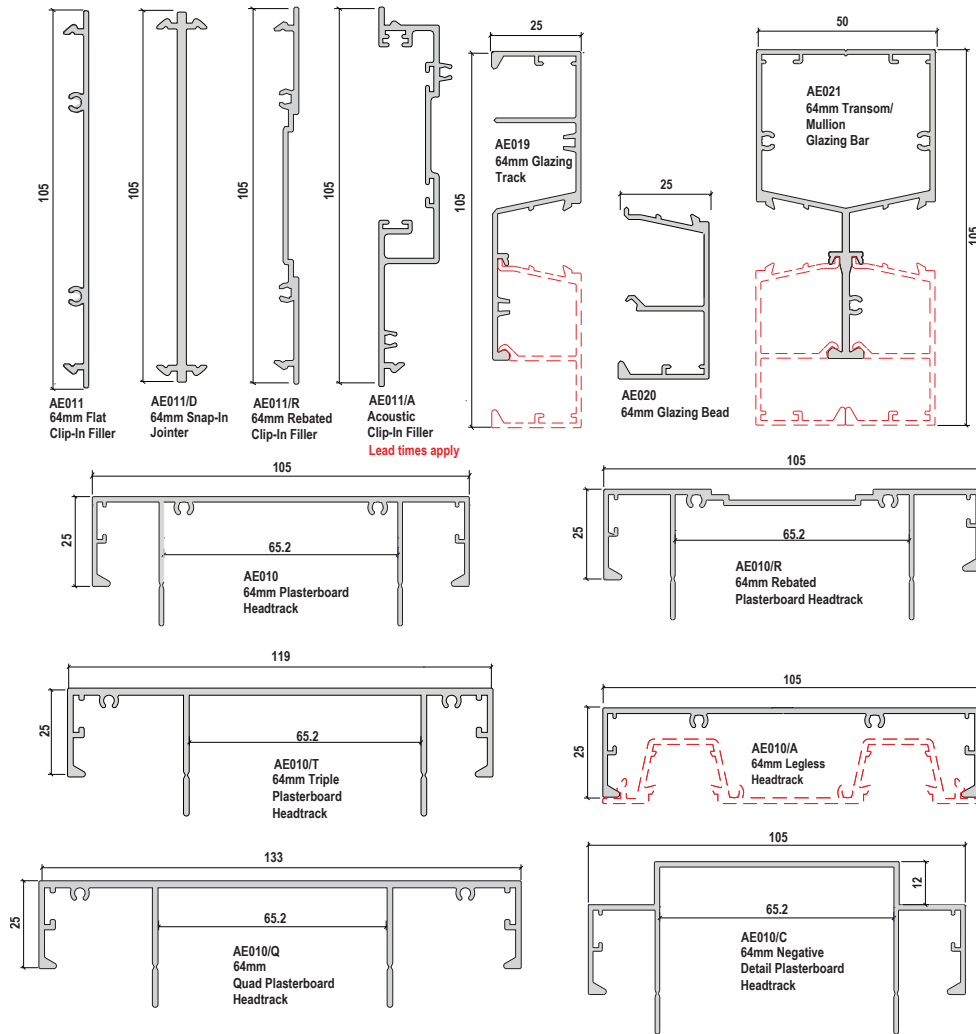 105
AE011
64mm Flat
Clip-In Filler
105
AE011/D
64mm Snap-In
Jointer
105
AE011/R
64mm Rebated
Clip-In Filler
105
AE011/A
Acoustic
Clip-In Filler
Lead times apply
25
105
AE019
64mm Glazing
Track
25
AE020
64mm Glazing Bead
50
105
AE021
64mm Transom/
Mullion
Glazing Bar
105
25
65.2
AE010
64mm Plasterboard
Headtrack
105
25
65.2
AE010/R
64mm Rebated
Plasterboard Headtrack
119
25
65.2
AE010/T
64mm Triple
Plasterboard
Headtrack
105
25
AE010/A
64mm Legless
Headtrack
133
25
65.2
AE010/Q
64mm
Quad Plasterboard
Headtrack
105
12
65.2
AE010/C
64mm Negative
Detail Plasterboard
Headtrack